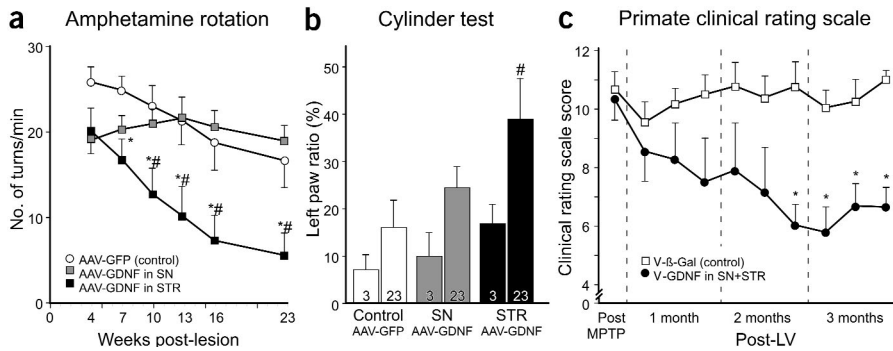 a Amphetamine rotation
30
20
10
0
No. of turns/min
*
*#
*#
*#
*#
AAV-GFP (control)
AAV-GDNF in SN
AAV-GDNF in STR
4 7 10 13 16 23
Weeks post-lesion
b Cylinder test
50
40
30
20
10
0
Left paw ratio (%)
#
3 23 3 23 3 23
Control SN STR
AAV-GFP AAV-GDNF AAV-GDNF
c Primate clinical rating scale
12
10
8
6
4
0
Clinical rating scale score
* * * *
V-ß-Gal (control)
V-GDNF in SN+STR
Post
MPTP
1 month 2 months 3 months
Post-LV